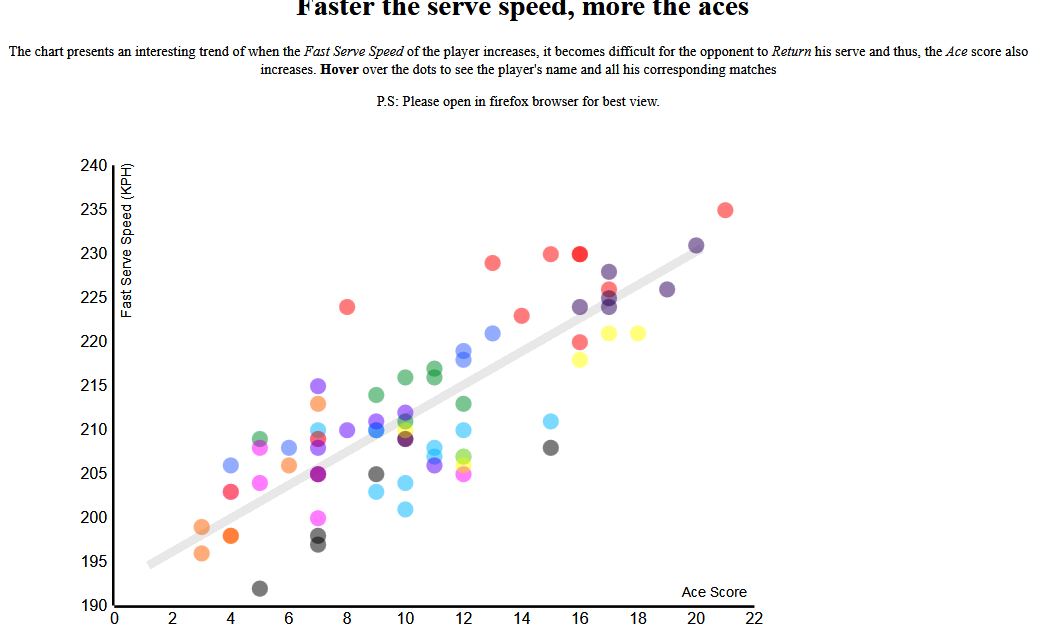 Faster the serve speed, more the aces
The chart presents an interesting trend of when the Fast Serve Speed of the player increases, it becomes difficult for the opponent to Return his serve and thus, the Ace score also
increases. Hover over the dots to see the player's name and all his corresponding matches
P.S: Please open in firefox browser for best view.
240
235
230
225
220
215
210
205
200
195
190
Fast Serve Speed (KPH)
Ace Score
0 2 4 6 8 10 12 14 16 18 20 22